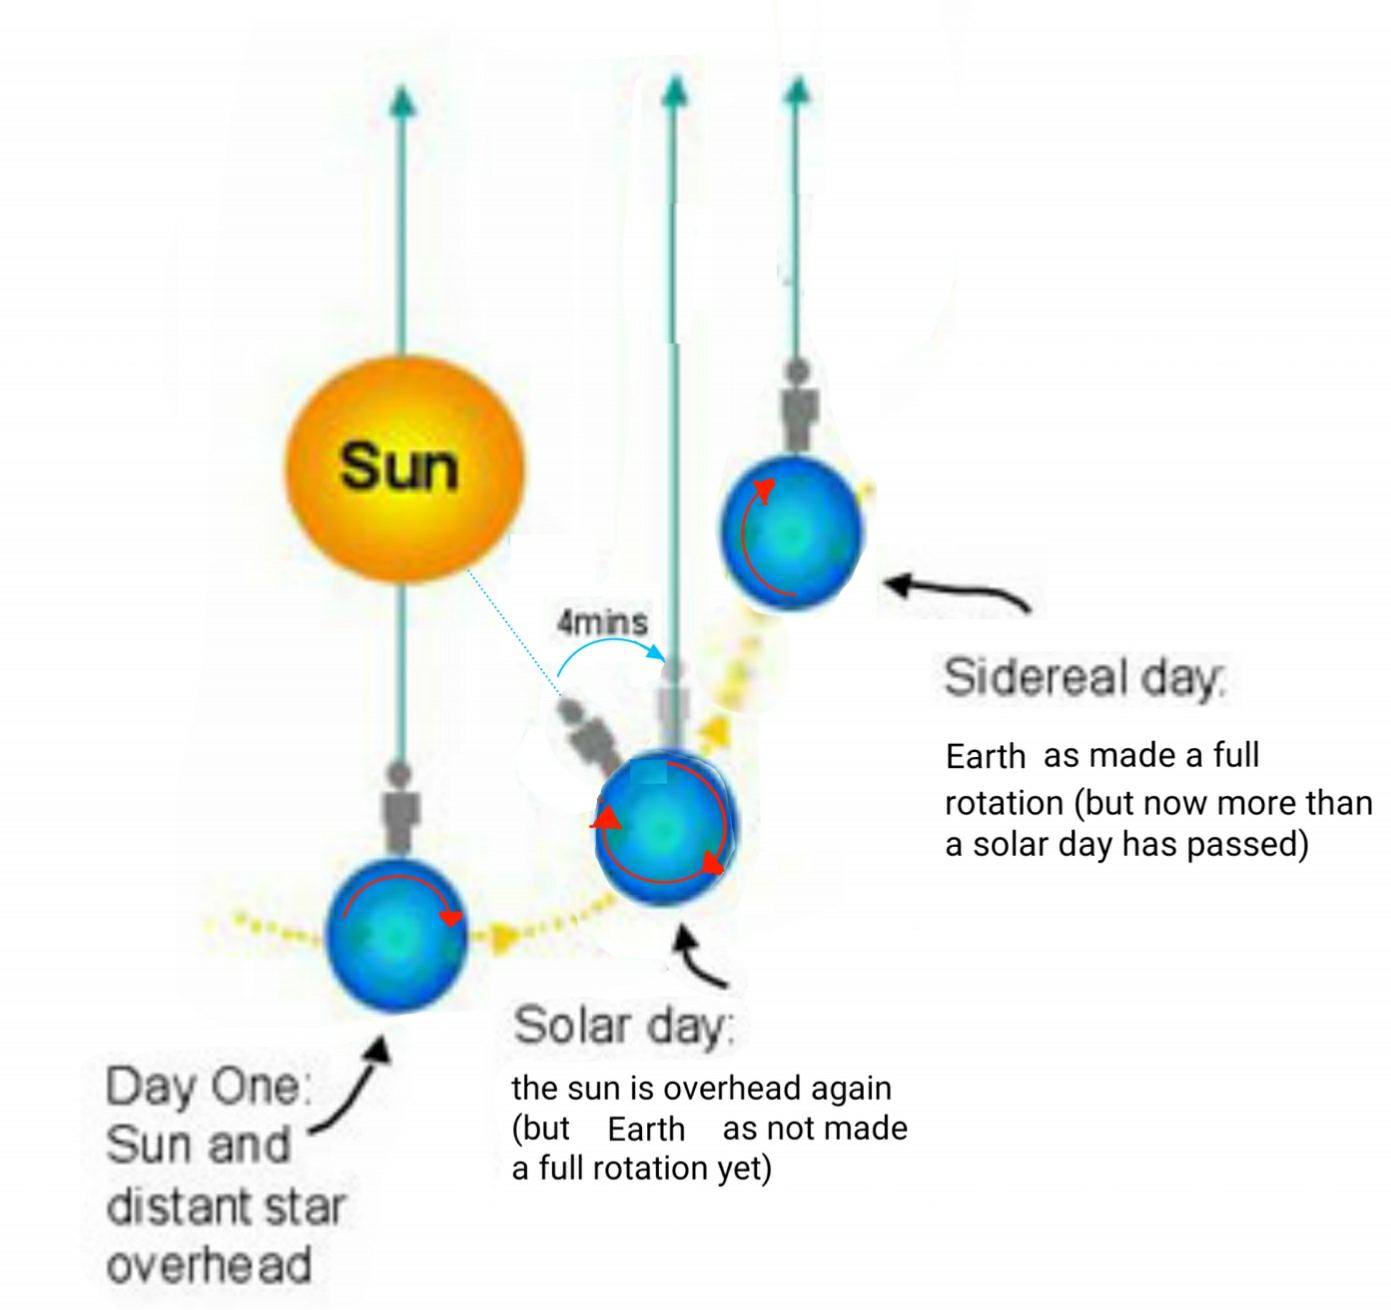 Sun
4mins
Sidereal day:
Earth as made a full
rotation (but now more than
a solar day has passed)
Solar day:
the sun is overhead again
(but Earth as not made
a full rotation yet)
Day One:
Sun and
distant star
overhead